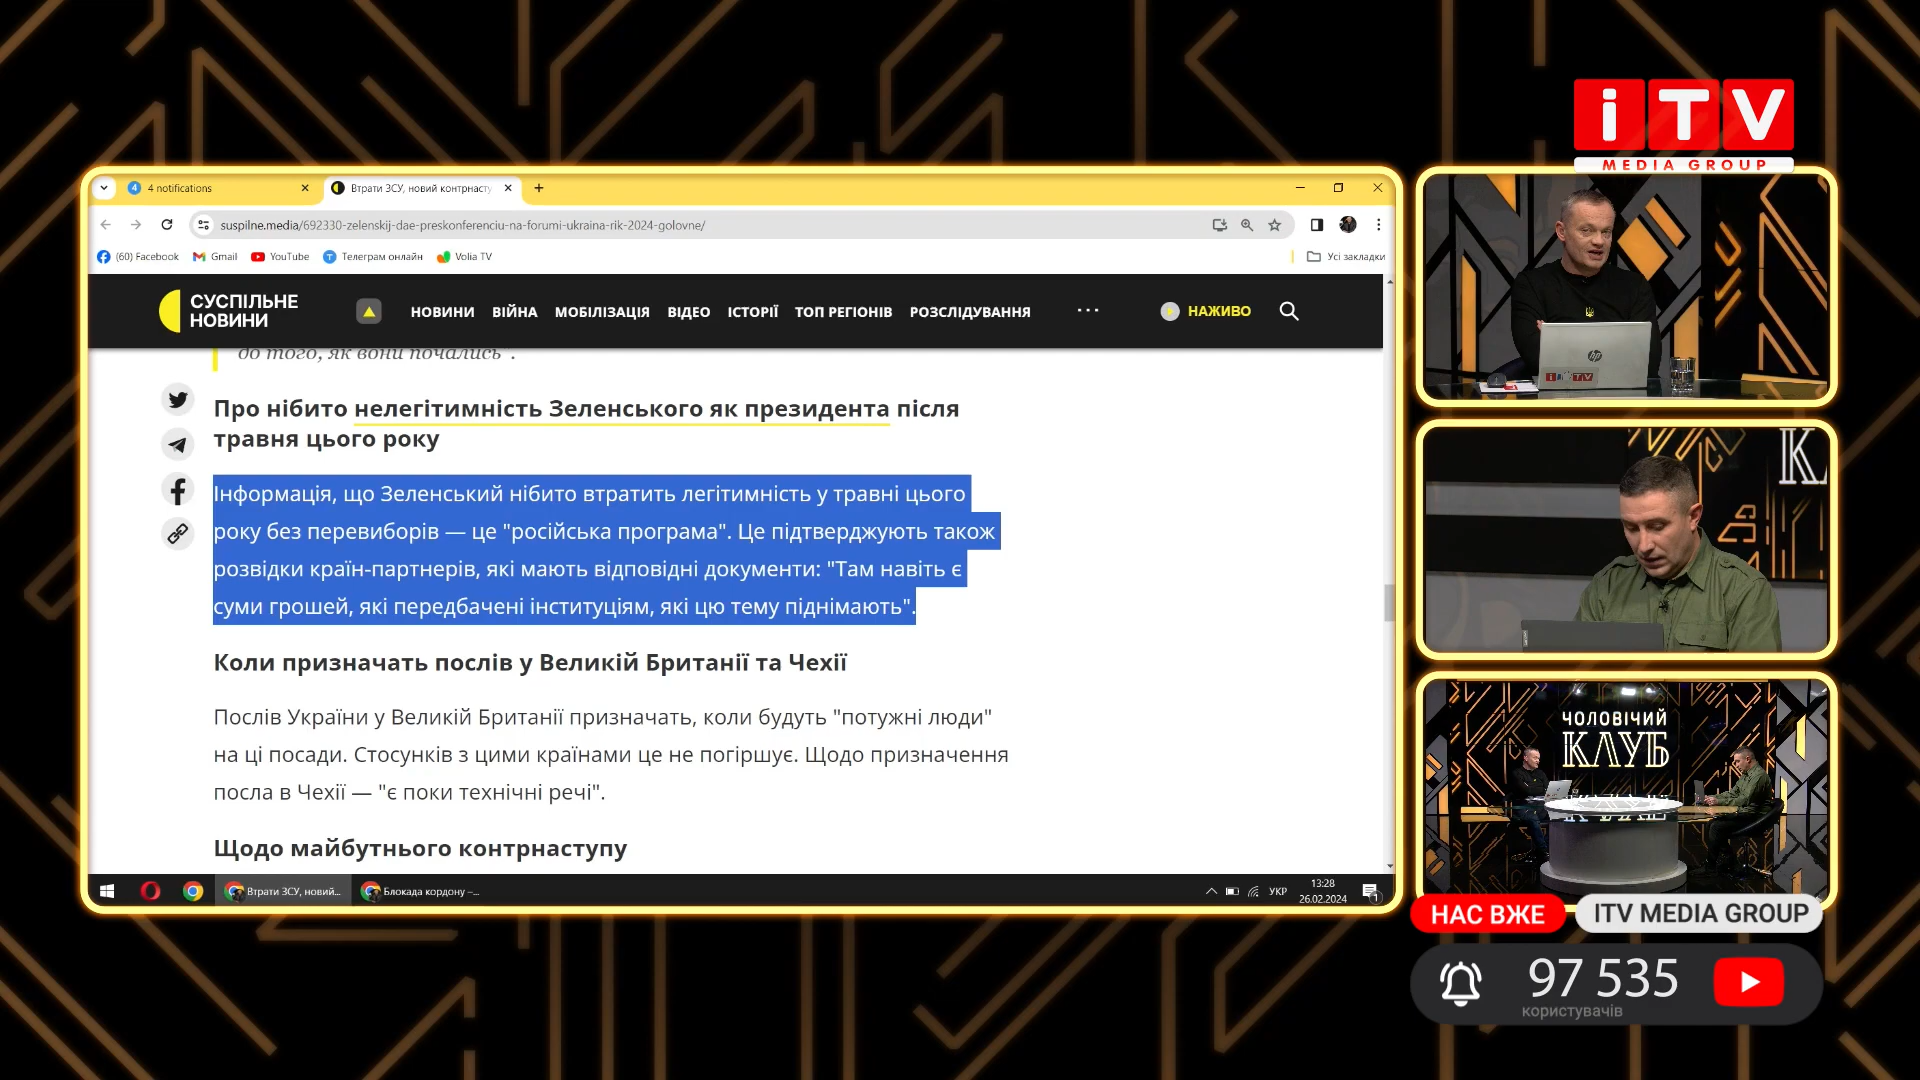 iTV
MEDIA GROUP
4 notifications
Втрати ЗСУ, новий контрнасту
suspilne.media/692330-zelenskij-dae-preskonferenciu-na-forumi-ukraina-rik-2024-golovne/
(60) Facebook
Gmail
YouTube
Телеграм онлайн
Volia TV
Усі закладки
СУСПІЛЬНЕ
НОВИНИ
НОВИНИ ВІЙНА МОБІЛІЗАЦІЯ ВІДЕО ІСТОРІЇ ТОП РЕГІОНІВ РОЗСЛІДУВАННЯ ... НАЖИВО
до того, як вони почались".
Про нібито нелегітимність Зеленського як президента після
травня цього року
Інформація, що Зеленський нібито втратить легітимність у травні цього
року без перевиборів — це "російська програма". Це підтверджують також
розвідки країн-партнерів, які мають відповідні документи: "Там навіть є
суми грошей, які передбачені інституціям, які цю тему піднімають".
Коли призначать послів у Великій Британії та Чехії
Послів України у Великій Британії призначать, коли будуть "потужні люди"
на ці посади. Стосунків з цими країнами це не погіршує. Щодо призначення
посла в Чехії — "є поки технічні речі".
Щодо майбутнього контрнаступу
Втрати ЗСУ, новий...
Блокада кордону –...
УКР
13:28
26.02.2024
1
hp
iTV
К
ЧОЛОВІЧИЙ
КЛУБ
НАС ВЖЕ
ITV MEDIA GROUP
97 535
користувачів